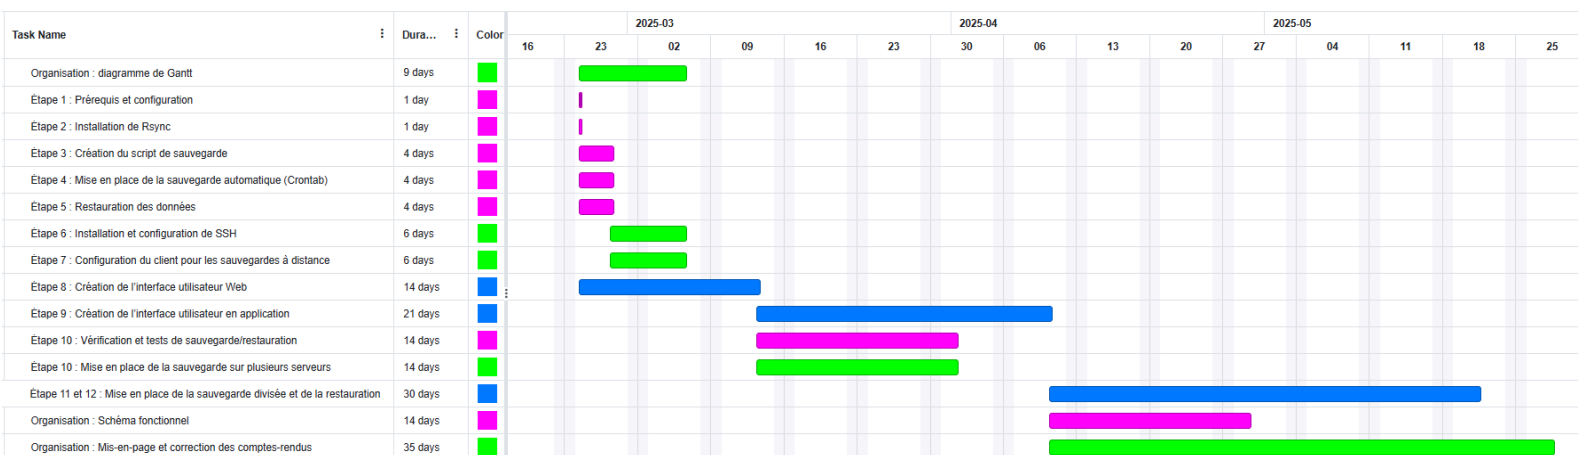 2025-03 2025-04 2025-05
Task Name Dura... Color
16 23 02 09 16 23 30 06 13 20 27 04 11 18 25
Organisation : diagramme de Gantt 9 days
Étape 1 : Prérequis et configuration 1 day
Étape 2 : Installation de Rsync 1 day
Étape 3 : Création du script de sauvegarde 4 days
Étape 4 : Mise en place de la sauvegarde automatique (Crontab) 4 days
Étape 5 : Restauration des données 4 days
Étape 6 : Installation et configuration de SSH 6 days
Étape 7 : Configuration du client pour les sauvegardes à distance 6 days
Étape 8 : Création de l'interface utilisateur Web 14 days
Étape 9 : Création de l'interface utilisateur en application 21 days
Étape 10 : Vérification et tests de sauvegarde/restauration 14 days
Étape 10 : Mise en place de la sauvegarde sur plusieurs serveurs 14 days
Étape 11 et 12 : Mise en place de la sauvegarde divisée et de la restauration 30 days
Organisation : Schéma fonctionnel 14 days
Organisation : Mis-en-page et correction des comptes-rendus 35 days